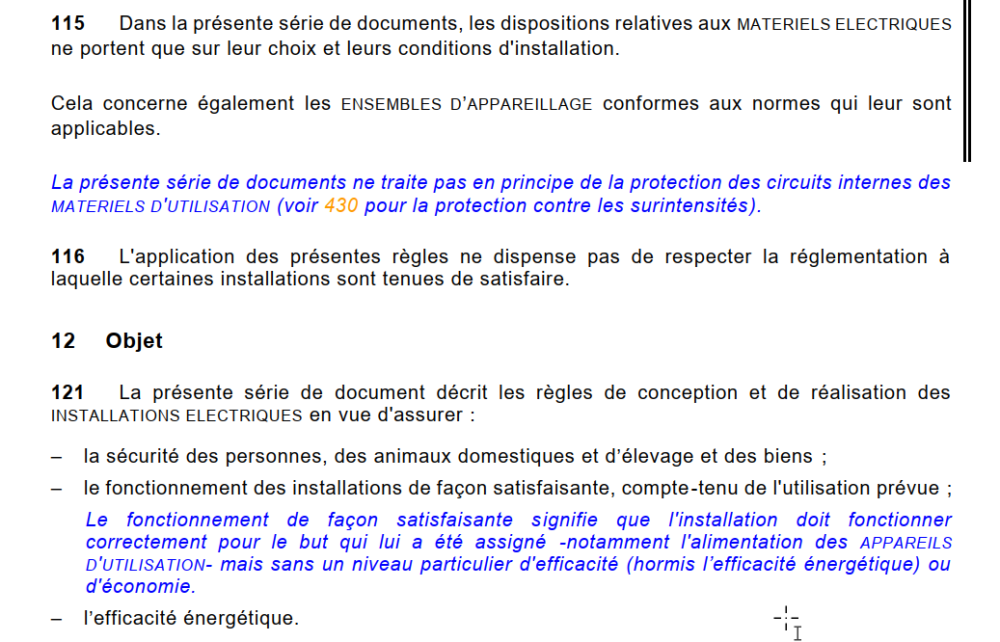 115 Dans la présente série de documents, les dispositions relatives aux MATERIELS ELECTRIQUES
ne portent que sur leur choix et leurs conditions d'installation.
Cela concerne également les ENSEMBLES D’APPAREILLAGE conformes aux normes qui leur sont
applicables.
La présente série de documents ne traite pas en principe de la protection des circuits internes des
MATERIELS D'UTILISATION (voir 430 pour la protection contre les surintensités).
116 L'application des présentes règles ne dispense pas de respecter la réglementation à
laquelle certaines installations sont tenues de satisfaire.
12 Objet
121 La présente série de document décrit les règles de conception et de réalisation des
INSTALLATIONS ELECTRIQUES en vue d'assurer :
– la sécurité des personnes, des animaux domestiques et d’élevage et des biens ;
– le fonctionnement des installations de façon satisfaisante, compte-tenu de l'utilisation prévue ;
Le fonctionnement de façon satisfaisante signifie que l'installation doit fonctionner
correctement pour le but qui lui a été assigné -notamment l'alimentation des APPAREILS
D'UTILISATION- mais sans un niveau particulier d'efficacité (hormis l’efficacité énergétique) ou
d'économie.
– l’efficacité énergétique.